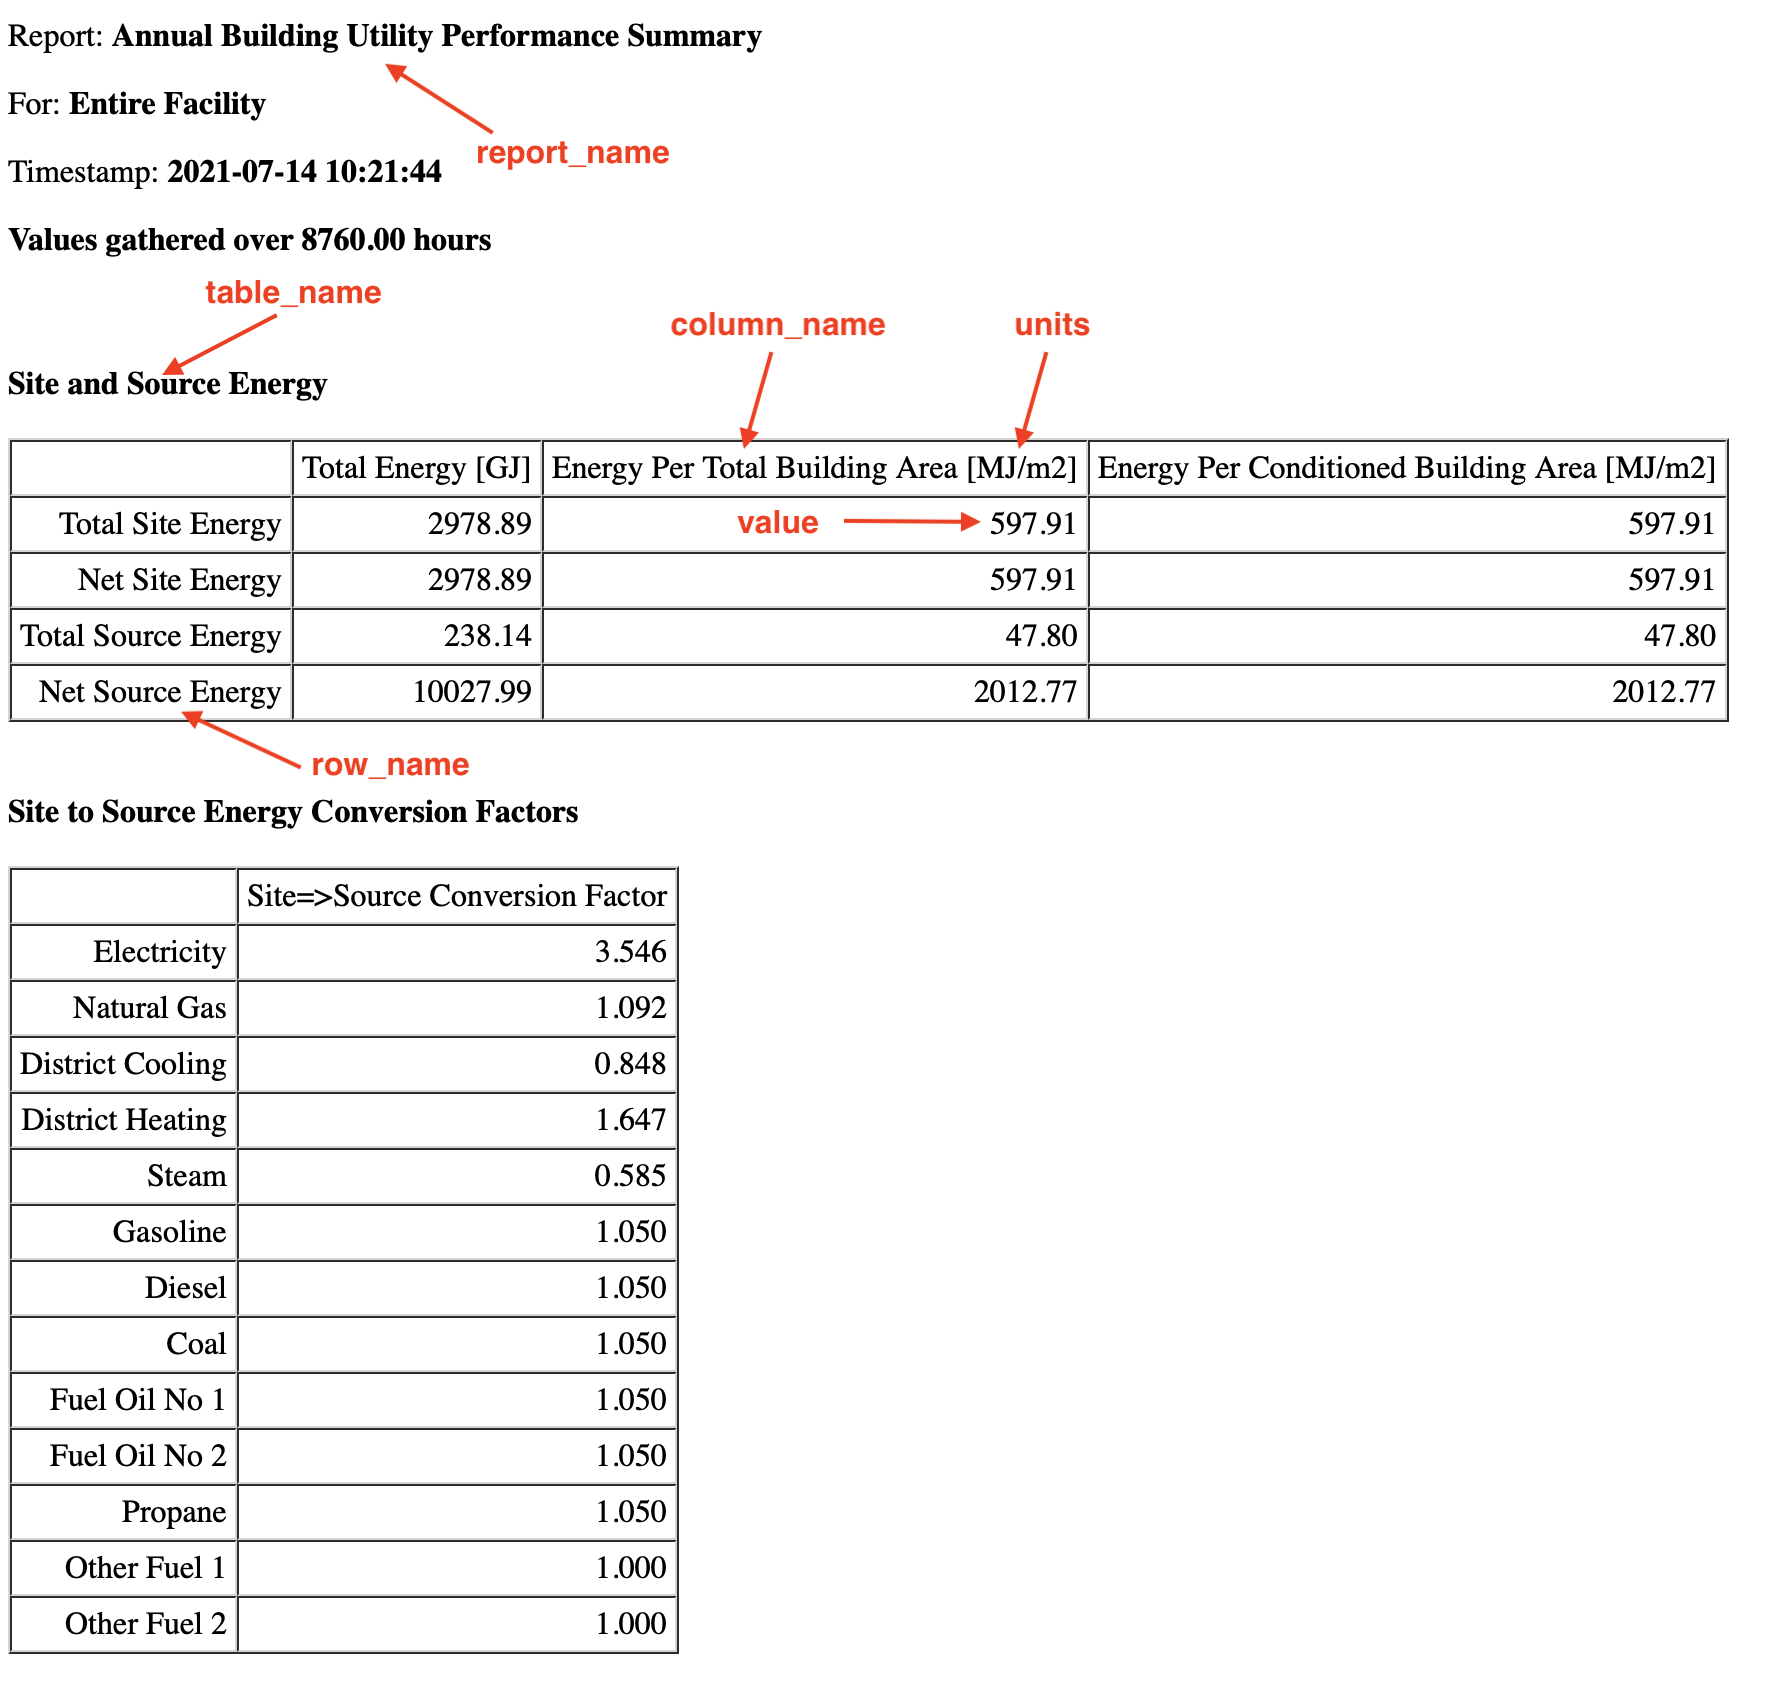 Report: Annual Building Utility Performance Summary
For: Entire Facility
report_name
Timestamp: 2021-07-14 10:21:44
Values gathered over 8760.00 hours
table_name
column_name units
Site and Source Energy
Total Energy [GJ] Energy Per Total Building Area [MJ/m2] Energy Per Conditioned Building Area [MJ/m2]
Total Site Energy 2978.89 value 597.91 597.91
Net Site Energy 2978.89 597.91 597.91
Total Source Energy 238.14 47.80 47.80
Net Source Energy 10027.99 2012.77 2012.77
row_name
Site to Source Energy Conversion Factors
Site=>Source Conversion Factor
Electricity 3.546
Natural Gas 1.092
District Cooling 0.848
District Heating 1.647
Steam 0.585
Gasoline 1.050
Diesel 1.050
Coal 1.050
Fuel Oil No 1 1.050
Fuel Oil No 2 1.050
Propane 1.050
Other Fuel 1 1.000
Other Fuel 2 1.000